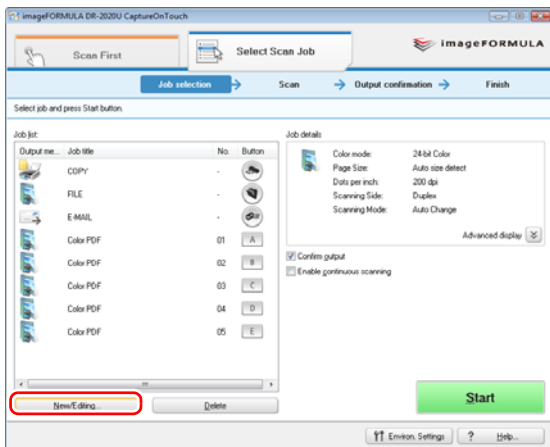 imageFORMULA DR-2020U CaptureOnTouch
Scan First
Select Scan Job
imageFORMULA
Job selection
Scan
Output confirmation
Finish
Select job and press Start button.
Job list:
Output me... Job title No. Button
COPY -
FILE -
E-MAIL -
Color PDF 01 A
Color PDF 02 B
Color PDF 03 C
Color PDF 04 D
Color PDF 05 E
New/Editing...
Delete
Job details
Color mode: 24-bit Color
Page Size: Auto size detect
Dots per inch: 200 dpi
Scanning Side: Duplex
Scanning Mode: Auto Change
Advanced display
Confirm output
Enable continuous scanning
Start
Environ. Settings
? Help...